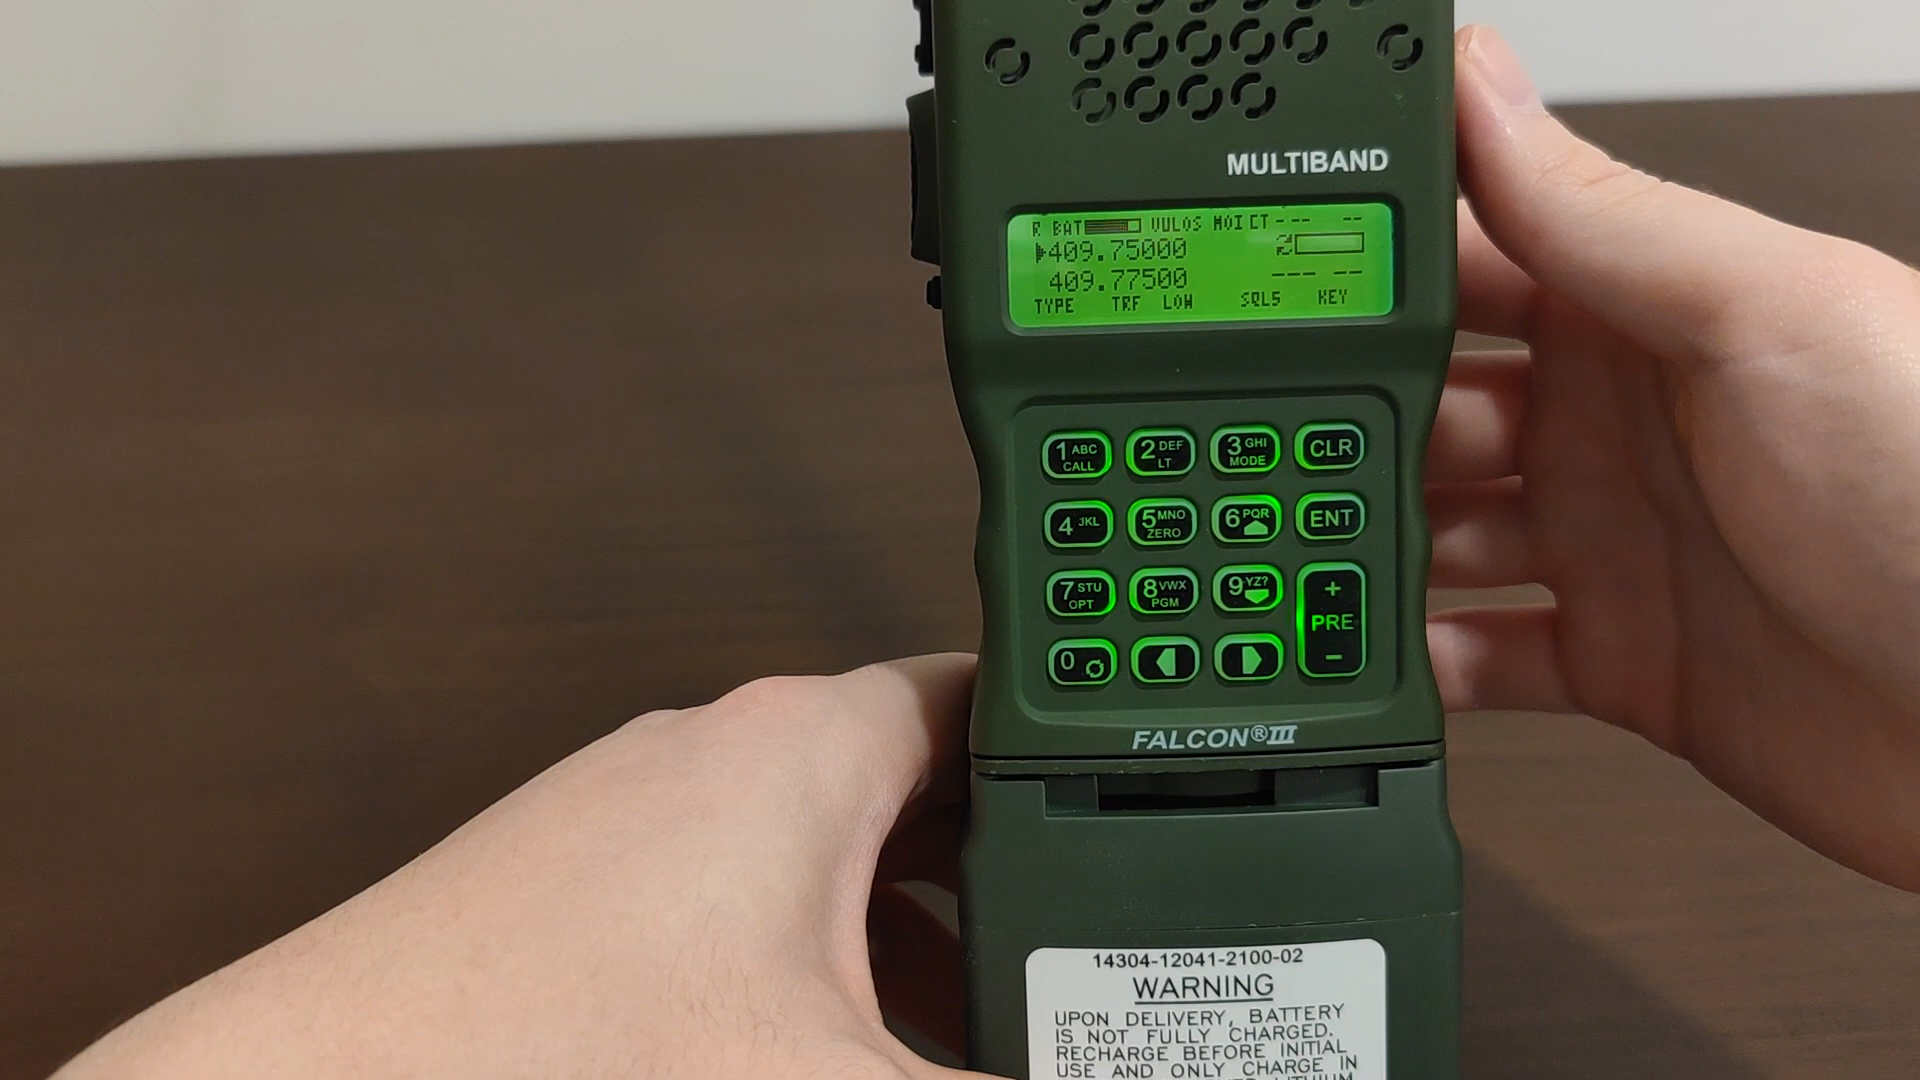 MULTIBAND
R BAT VULOS MOI CT - -- --
409.75000
409.77500 --- --
TYPE TRF LOW SQL5 KEY
1 ABC CALL 2 DEF LT 3 GHI MODE CLR
4 JKL 5 MNO ZERO 6 PQR ENT
7 STU OPT 8 VWX PGM 9 YZ? + PRE -
0
FALCON® III
14304-12041-2100-02
WARNING
UPON DELIVERY, BATTERY
IS NOT FULLY CHARGED.
RECHARGE BEFORE INITIAL
USE AND ONLY CHARGE IN
LITHIUM